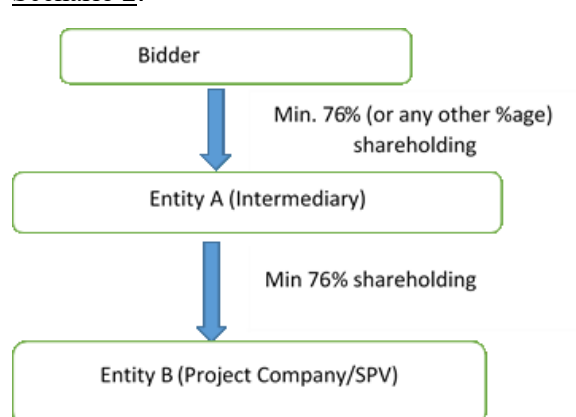 Bidder
Min. 76% (or any other %age)
shareholding
Entity A (Intermediary)
Min 76% shareholding
Entity B (Project Company/SPV)